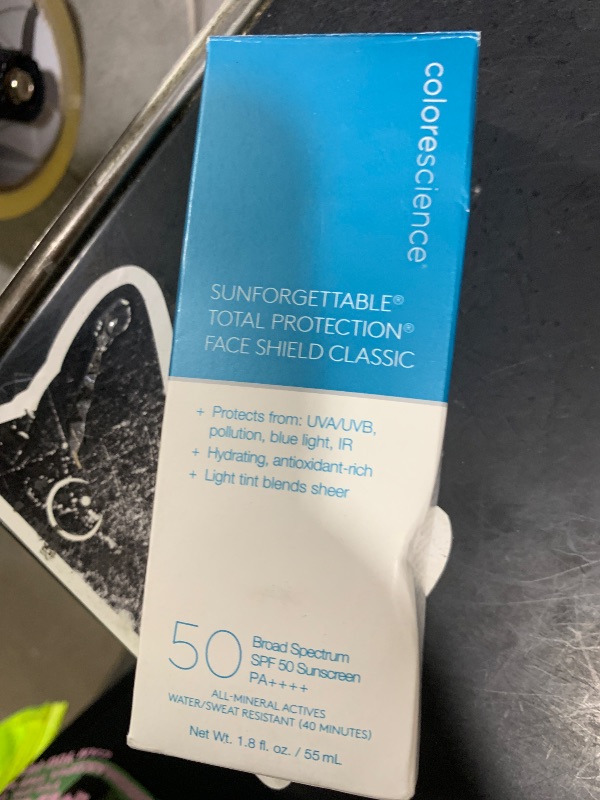 colorescience®
SUNFORGETTABLE®
TOTAL PROTECTION®
FACE SHIELD CLASSIC
+ Protects from: UVA/UVB,
pollution, blue light, IR
+ Hydrating, antioxidant-rich
+ Light tint blends sheer
50
Broad Spectrum
SPF 50 Sunscreen
PA++++
ALL-MINERAL ACTIVES
WATER/SWEAT RESISTANT (40 MINUTES)
Net Wt. 1.8 fl. oz. / 55 mL